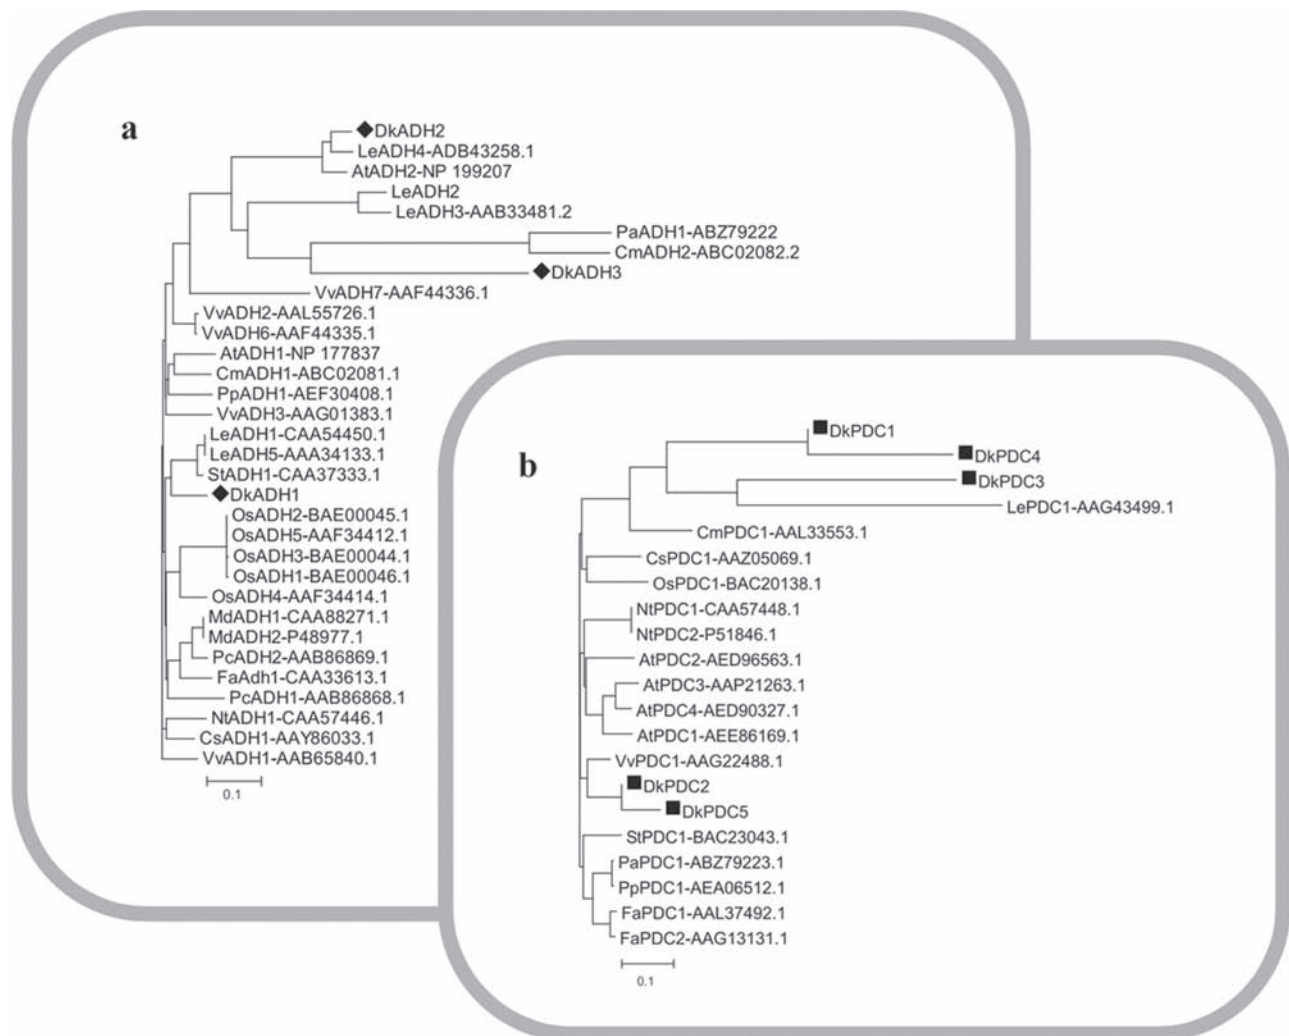 a
DkADH2
LeADH4-ADB43258.1
AtADH2-NP 199207
LeADH2
LeADH3-AAB33481.2
PaADH1-ABZ79222
CmADH2-ABC02082.2
DkADH3
VvADH7-AAF44336.1
VvADH2-AAL55726.1
VvADH6-AAF44335.1
AtADH1-NP 177837
CmADH1-ABC02081.1
PpADH1-AEF30408.1
VvADH3-AAG01383.1
LeADH1-CAA54450.1
LeADH5-AAA34133.1
StADH1-CAA37333.1
DkADH1
OsADH2-BAE00045.1
OsADH5-AAF34412.1
OsADH3-BAE00044.1
OsADH1-BAE00046.1
OsADH4-AAF34414.1
MdADH1-CAA88271.1
MdADH2-P48977.1
PcADH2-AAB86869.1
FaAdh1-CAA33613.1
PcADH1-AAB86868.1
NtADH1-CAA57446.1
CsADH1-AAY86033.1
VvADH1-AAB65840.1
0.1
b
DkPDC1
DkPDC4
DkPDC3
LePDC1-AAG43499.1
CmPDC1-AAL33553.1
CsPDC1-AAZ05069.1
OsPDC1-BAC20138.1
NtPDC1-CAA57448.1
NtPDC2-P51846.1
AtPDC2-AED96563.1
AtPDC3-AAP21263.1
AtPDC4-AED90327.1
AtPDC1-AEE86169.1
VvPDC1-AAG22488.1
DkPDC2
DkPDC5
StPDC1-BAC23043.1
PaPDC1-ABZ79223.1
PpPDC1-AEA06512.1
FaPDC1-AAL37492.1
FaPDC2-AAG13131.1
0.1